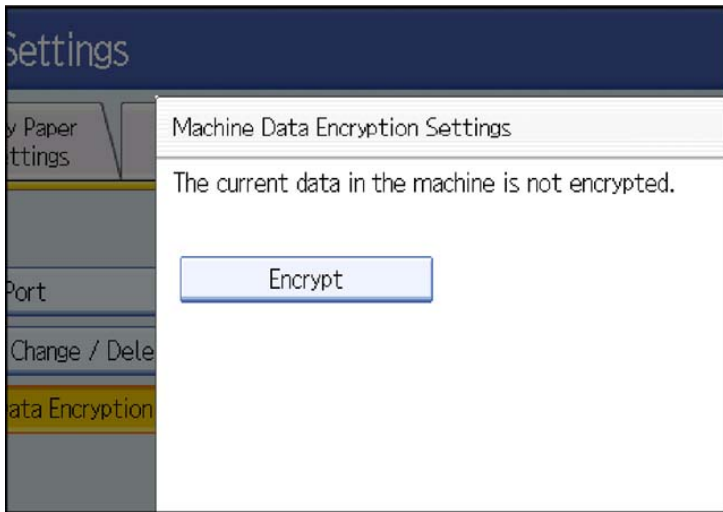 Settings
y Paper
ttings
Machine Data Encryption Settings
The current data in the machine is not encrypted.
Encrypt
Port
Change / Dele
ata Encryption